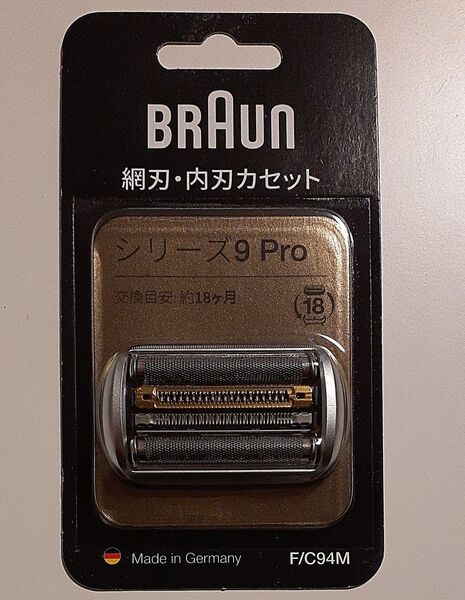 BRAUN
網刃・内刃カセット
シリーズ9 Pro
交換目安: 約18ヶ月
18
Made in Germany
F/C94M